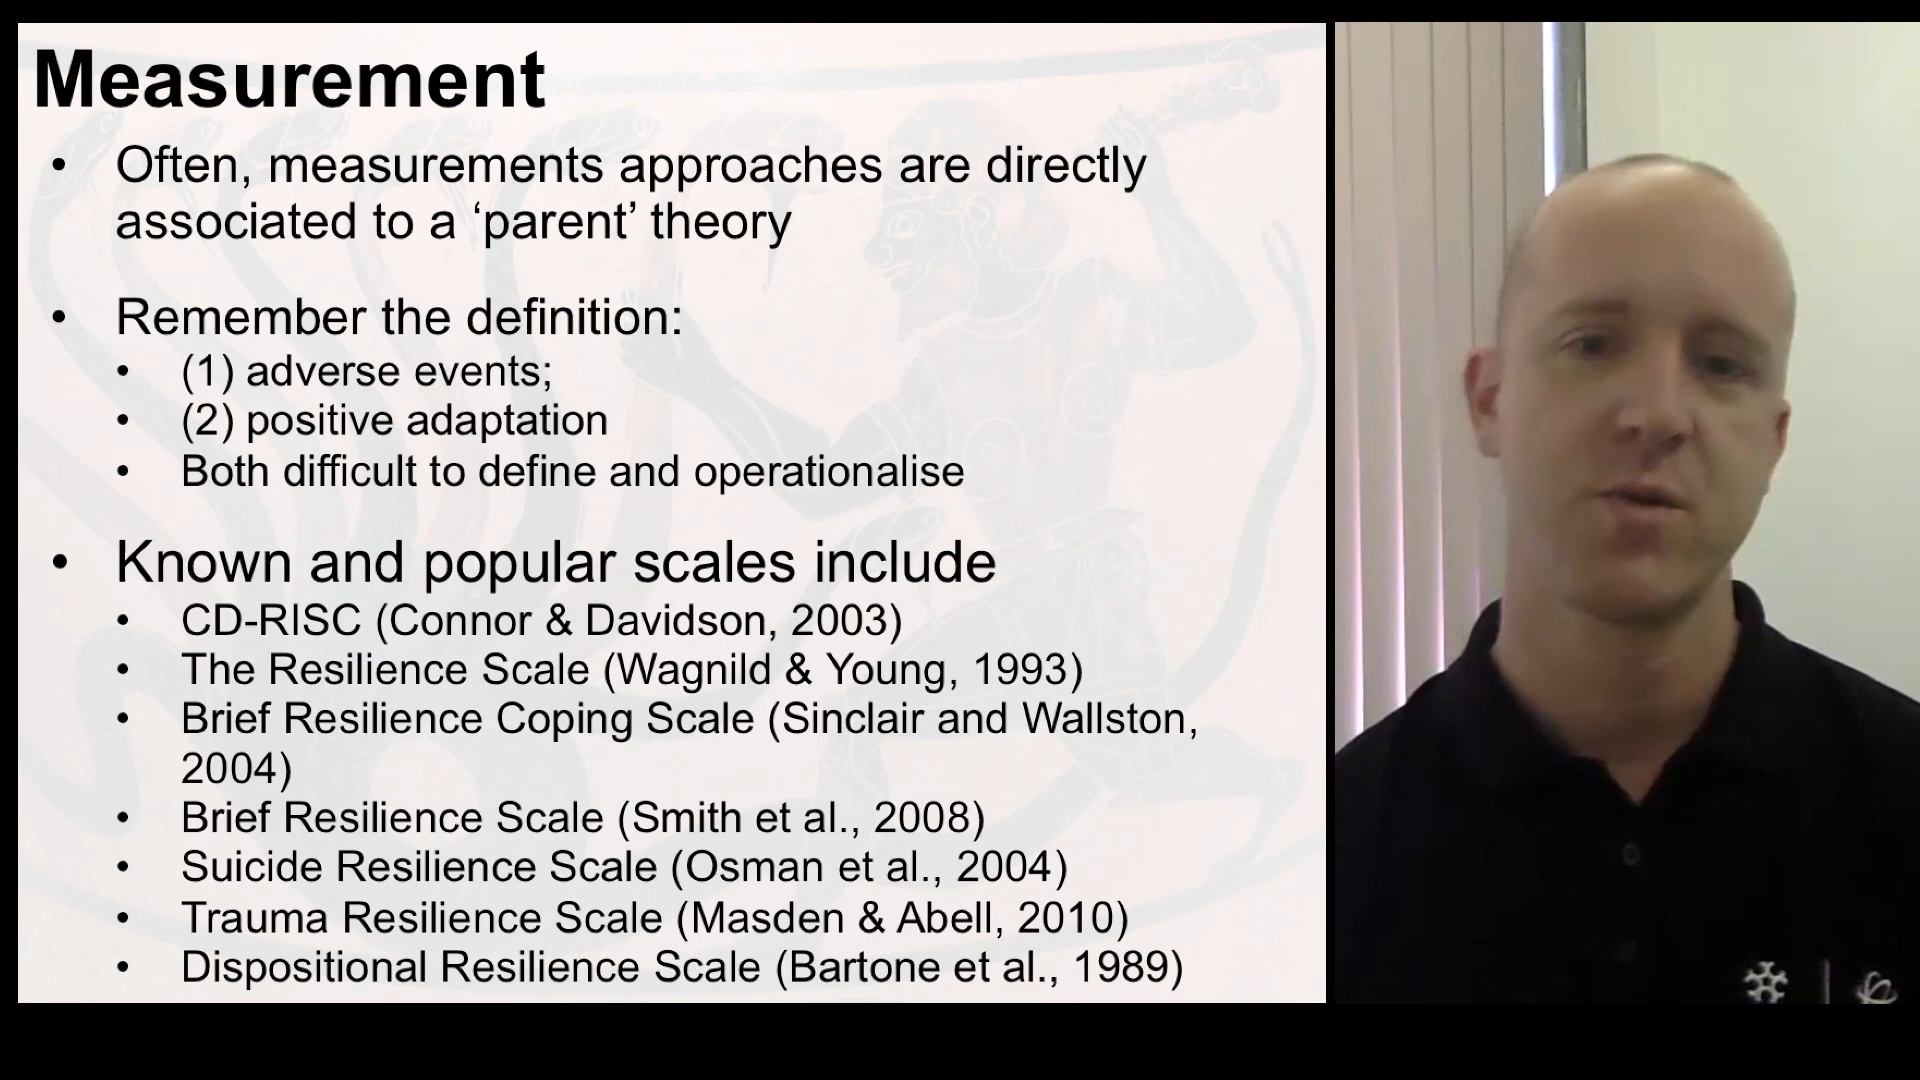 Measurement
• Often, measurements approaches are directly
associated to a ‘parent’ theory
• Remember the definition:
• (1) adverse events;
• (2) positive adaptation
• Both difficult to define and operationalise
• Known and popular scales include
• CD-RISC (Connor & Davidson, 2003)
• The Resilience Scale (Wagnild & Young, 1993)
• Brief Resilience Coping Scale (Sinclair and Wallston,
2004)
• Brief Resilience Scale (Smith et al., 2008)
• Suicide Resilience Scale (Osman et al., 2004)
• Trauma Resilience Scale (Masden & Abell, 2010)
• Dispositional Resilience Scale (Bartone et al., 1989)